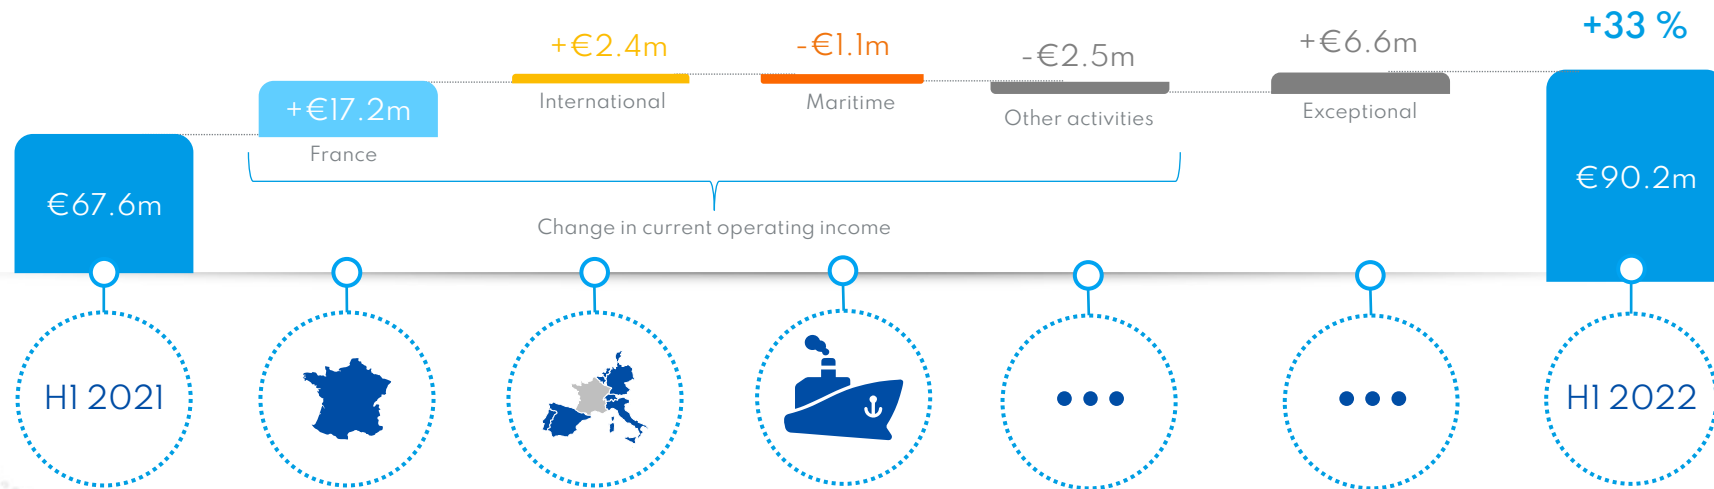 +33 %
+€2.4m
-€1.1m
-€2.5m
+€6.6m
+€17.2m
International
Maritime
Other activities
Exceptional
France
€67.6m
€90.2m
Change in current operating income
H1 2021
H1 2022